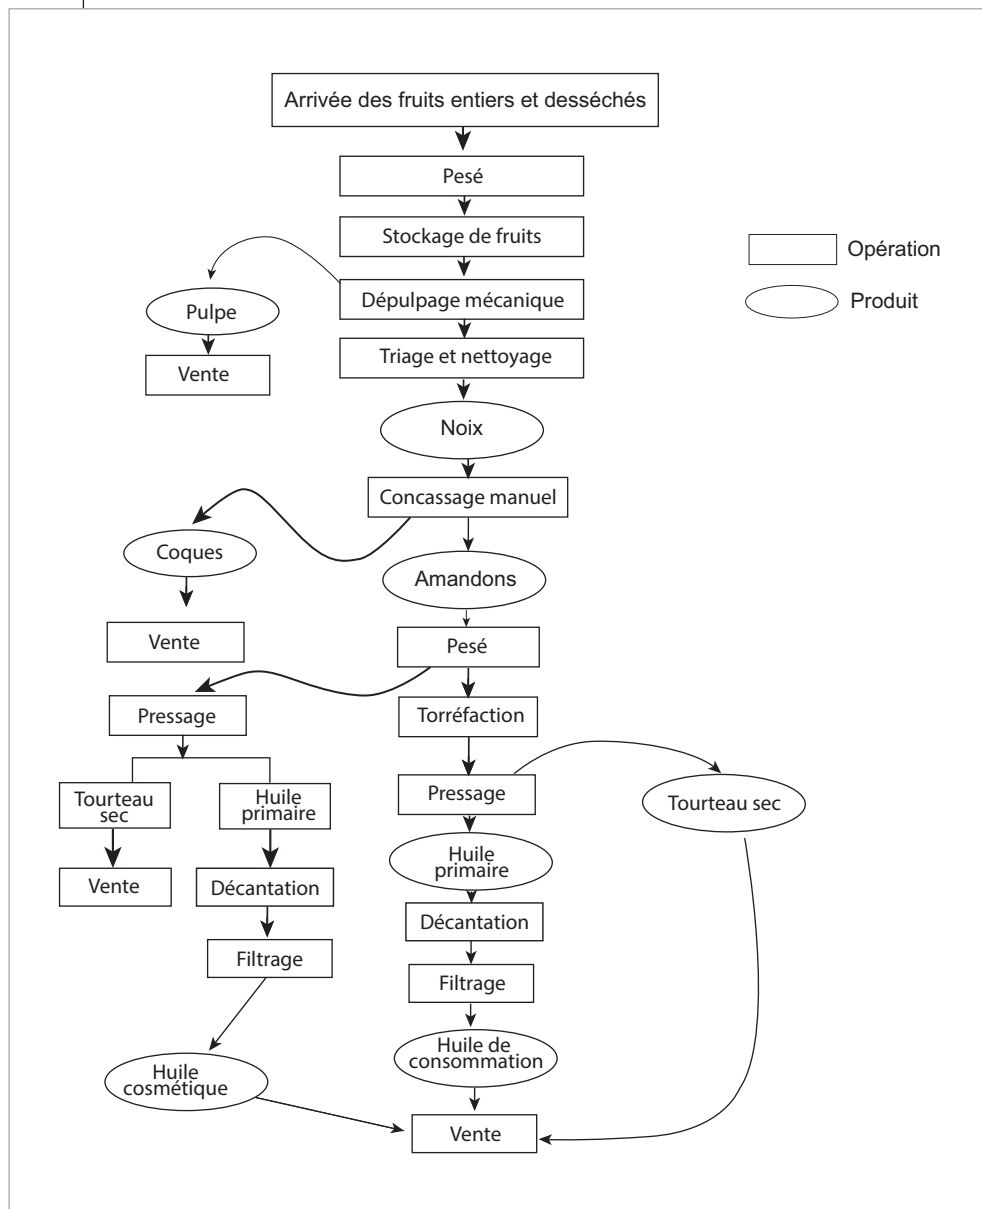 Arrivée des fruits entiers et desséchés
Pesé
Stockage de fruits
Opération
Dépulpage mécanique
Produit
Pulpe
Triage et nettoyage
Vente
Noix
Concassage manuel
Coques
Amandons
Vente
Pesé
Pressage
Torréfaction
Tourteau
sec
Huile
primaire
Pressage
Tourteau sec
Huile
primaire
Vente
Décantation
Décantation
Filtrage
Filtrage
Huile de
consommation
Huile
cosmétique
Vente